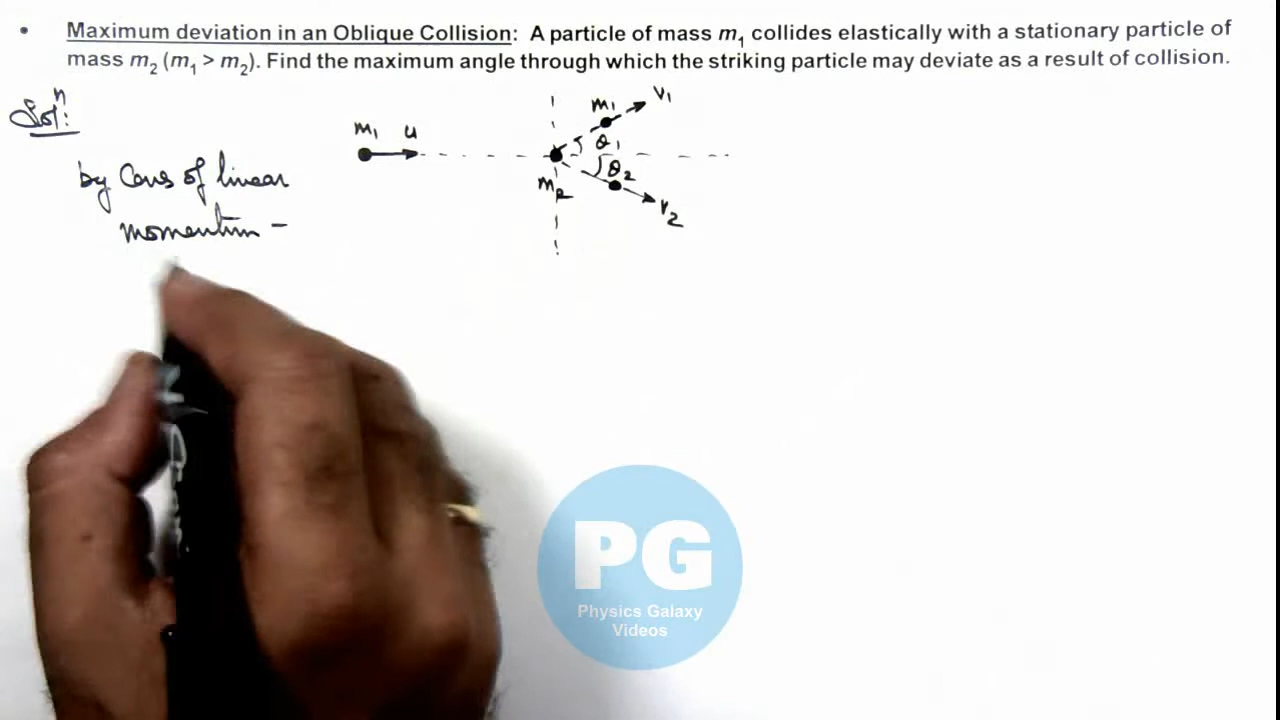 • Maximum deviation in an Oblique Collision: A particle of mass m₁ collides elastically with a stationary particle of
mass m₂ (m₁ > m₂). Find the maximum angle through which the striking particle may deviate as a result of collision.
Solⁿ:
m₁ u
m₁ v₁
θ₁
θ₂
m₂
v₂
by Cons of linear
momentum –
PG
Physics Galaxy
Videos